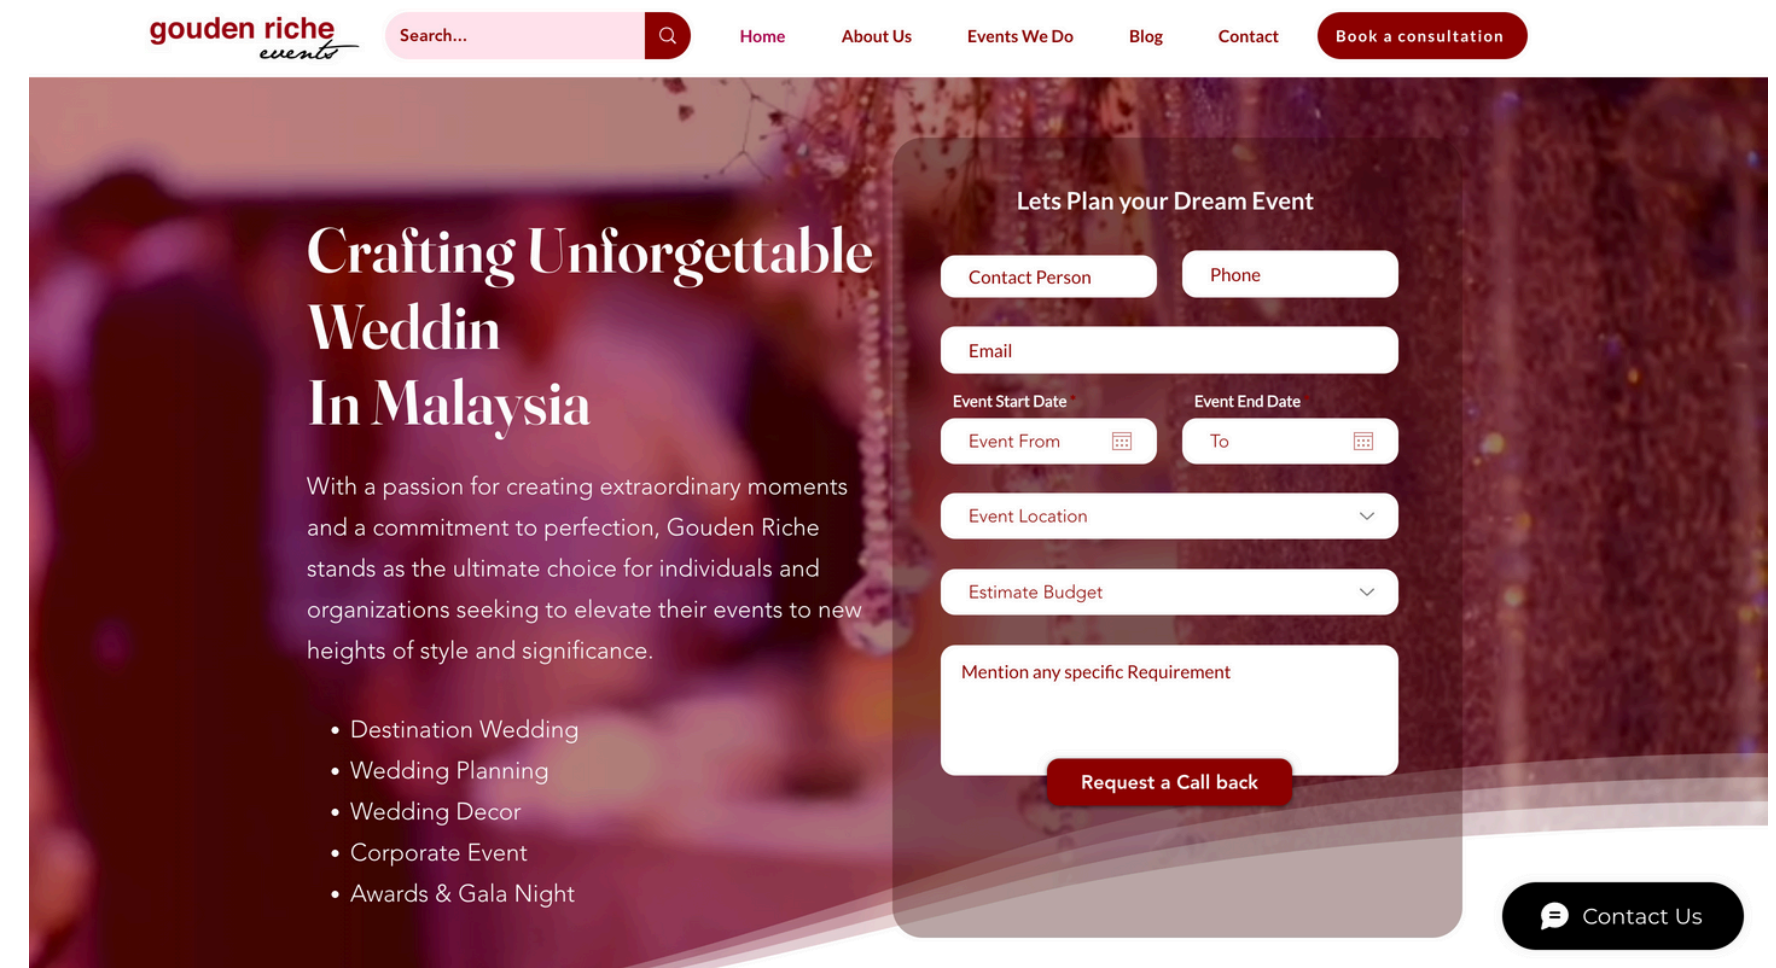 gouden riche
events
Search...
Home
About Us
Events We Do
Blog
Contact
Book a consultation
Crafting Unforgettable
Weddin
In Malaysia
With a passion for creating extraordinary moments
and a commitment to perfection, Gouden Riche
stands as the ultimate choice for individuals and
organizations seeking to elevate their events to new
heights of style and significance.
• Destination Wedding
• Wedding Planning
• Wedding Decor
• Corporate Event
• Awards & Gala Night
Lets Plan your Dream Event
Contact Person
Phone
Email
Event Start Date *
Event End Date *
Event From
To
Event Location
Estimate Budget
Mention any specific Requirement
Request a Call back
Contact Us